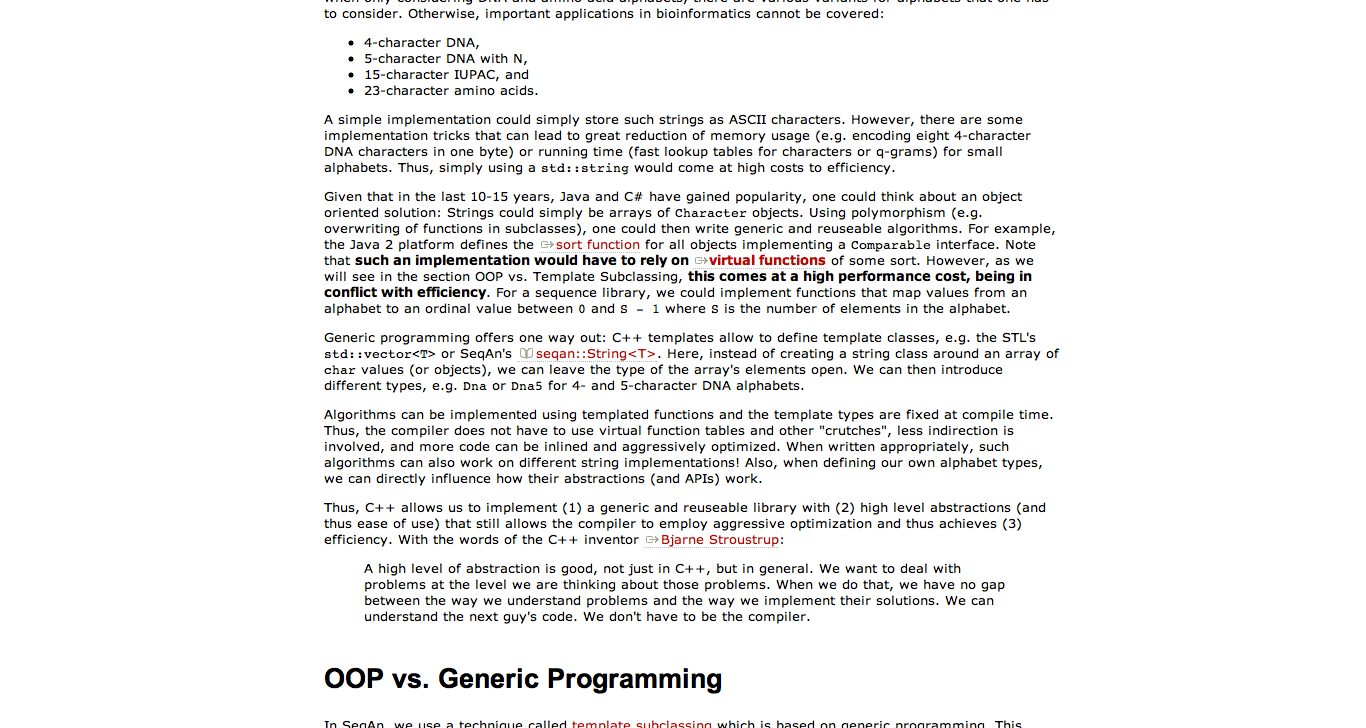 when only considering DNA and amino acid alphabets, there are various variants for alphabets that one has
to consider. Otherwise, important applications in bioinformatics cannot be covered:
4-character DNA,
5-character DNA with N,
15-character IUPAC, and
23-character amino acids.
A simple implementation could simply store such strings as ASCII characters. However, there are some
implementation tricks that can lead to great reduction of memory usage (e.g. encoding eight 4-character
DNA characters in one byte) or running time (fast lookup tables for characters or q-grams) for small
alphabets. Thus, simply using a std::string would come at high costs to efficiency.
Given that in the last 10-15 years, Java and C# have gained popularity, one could think about an object
oriented solution: Strings could simply be arrays of Character objects. Using polymorphism (e.g.
overwriting of functions in subclasses), one could then write generic and reuseable algorithms. For example,
the Java 2 platform defines the sort function for all objects implementing a Comparable interface. Note
that such an implementation would have to rely on virtual functions of some sort. However, as we
will see in the section OOP vs. Template Subclassing, this comes at a high performance cost, being in
conflict with efficiency. For a sequence library, we could implement functions that map values from an
alphabet to an ordinal value between 0 and S - 1 where S is the number of elements in the alphabet.
Generic programming offers one way out: C++ templates allow to define template classes, e.g. the STL's
std::vector<T> or SeqAn's seqan::String<T>. Here, instead of creating a string class around an array of
char values (or objects), we can leave the type of the array's elements open. We can then introduce
different types, e.g. Dna or Dna5 for 4- and 5-character DNA alphabets.
Algorithms can be implemented using templated functions and the template types are fixed at compile time.
Thus, the compiler does not have to use virtual function tables and other "crutches", less indirection is
involved, and more code can be inlined and aggressively optimized. When written appropriately, such
algorithms can also work on different string implementations! Also, when defining our own alphabet types,
we can directly influence how their abstractions (and APIs) work.
Thus, C++ allows us to implement (1) a generic and reuseable library with (2) high level abstractions (and
thus ease of use) that still allows the compiler to employ aggressive optimization and thus achieves (3)
efficiency. With the words of the C++ inventor Bjarne Stroustrup:
A high level of abstraction is good, not just in C++, but in general. We want to deal with
problems at the level we are thinking about those problems. When we do that, we have no gap
between the way we understand problems and the way we implement their solutions. We can
understand the next guy's code. We don't have to be the compiler.
OOP vs. Generic Programming
In SeqAn, we use a technique called template subclassing which is based on generic programming. This